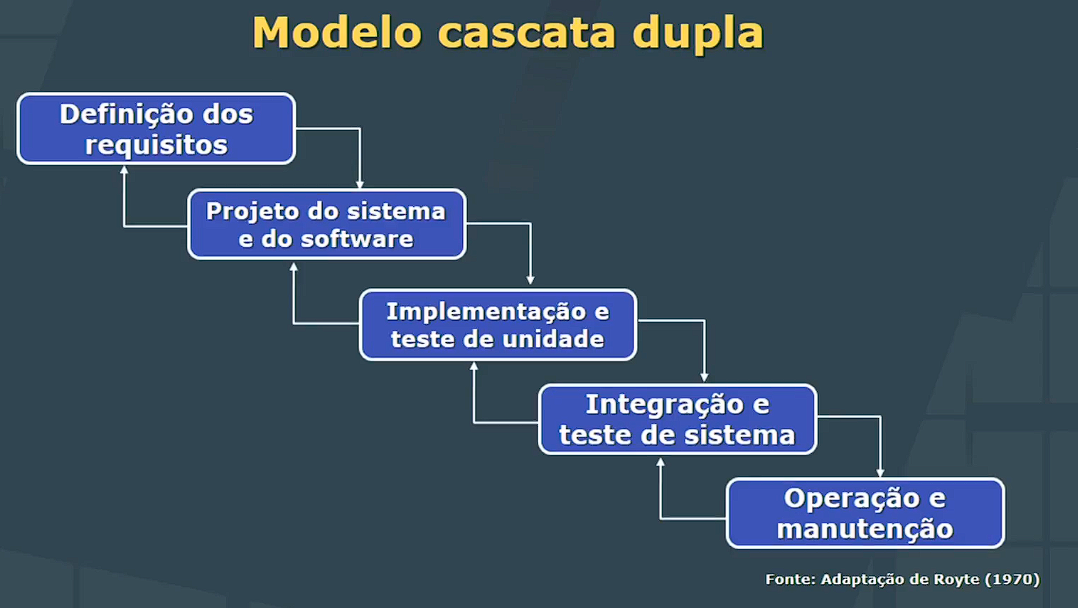 Modelo cascata dupla
Definição dos
requisitos
Projeto do sistema
e do software
Implementação e
teste de unidade
Integração e
teste de sistema
Operação e
manutenção
Fonte: Adaptação de Royte (1970)